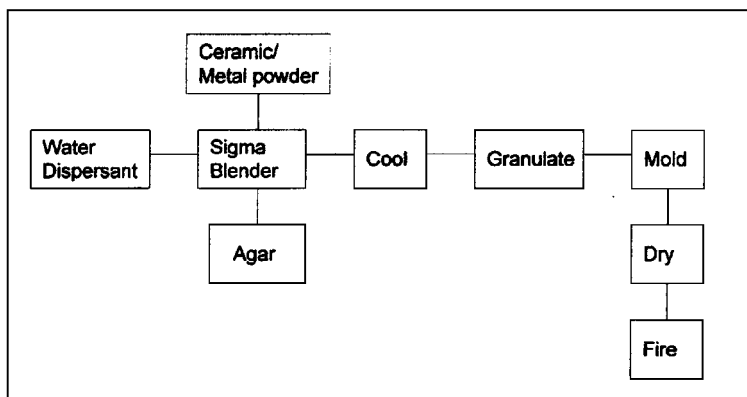 Ceramic/
Metal powder
Water
Dispersant
Sigma
Blender
Cool
Granulate
Mold
Agar
Dry
Fire